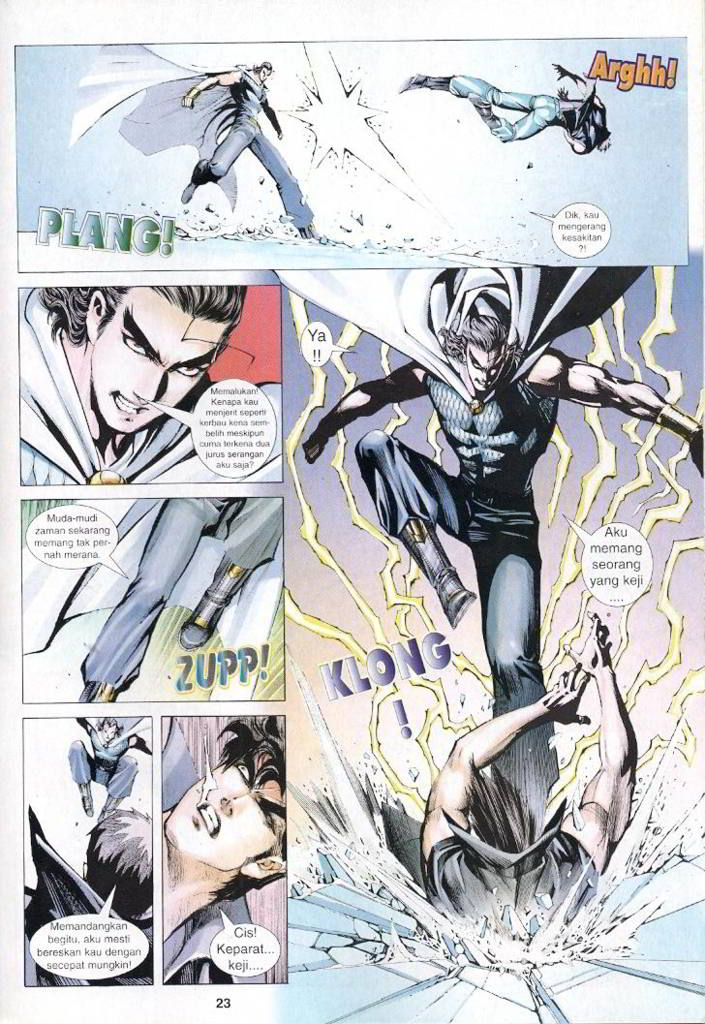 Arghh!
PLANG!
Dik, kau
mengerang
kesakitan
?!
Memalukan!
Kenapa kau
menjerit seperti
kerbau kena sem-
belih meskipun
cuma terkena dua
jurus serangan
aku saja?
Ya
!!
Muda-mudi
zaman sekarang
memang tak per-
nah merana.
ZUPP!
Aku
memang
seorang
yang keji
....
KLONG
!
Memandangkan
begitu, aku mesti
bereskan kau dengan
secepat mungkin!
Cis!
Keparat...
keji....
23